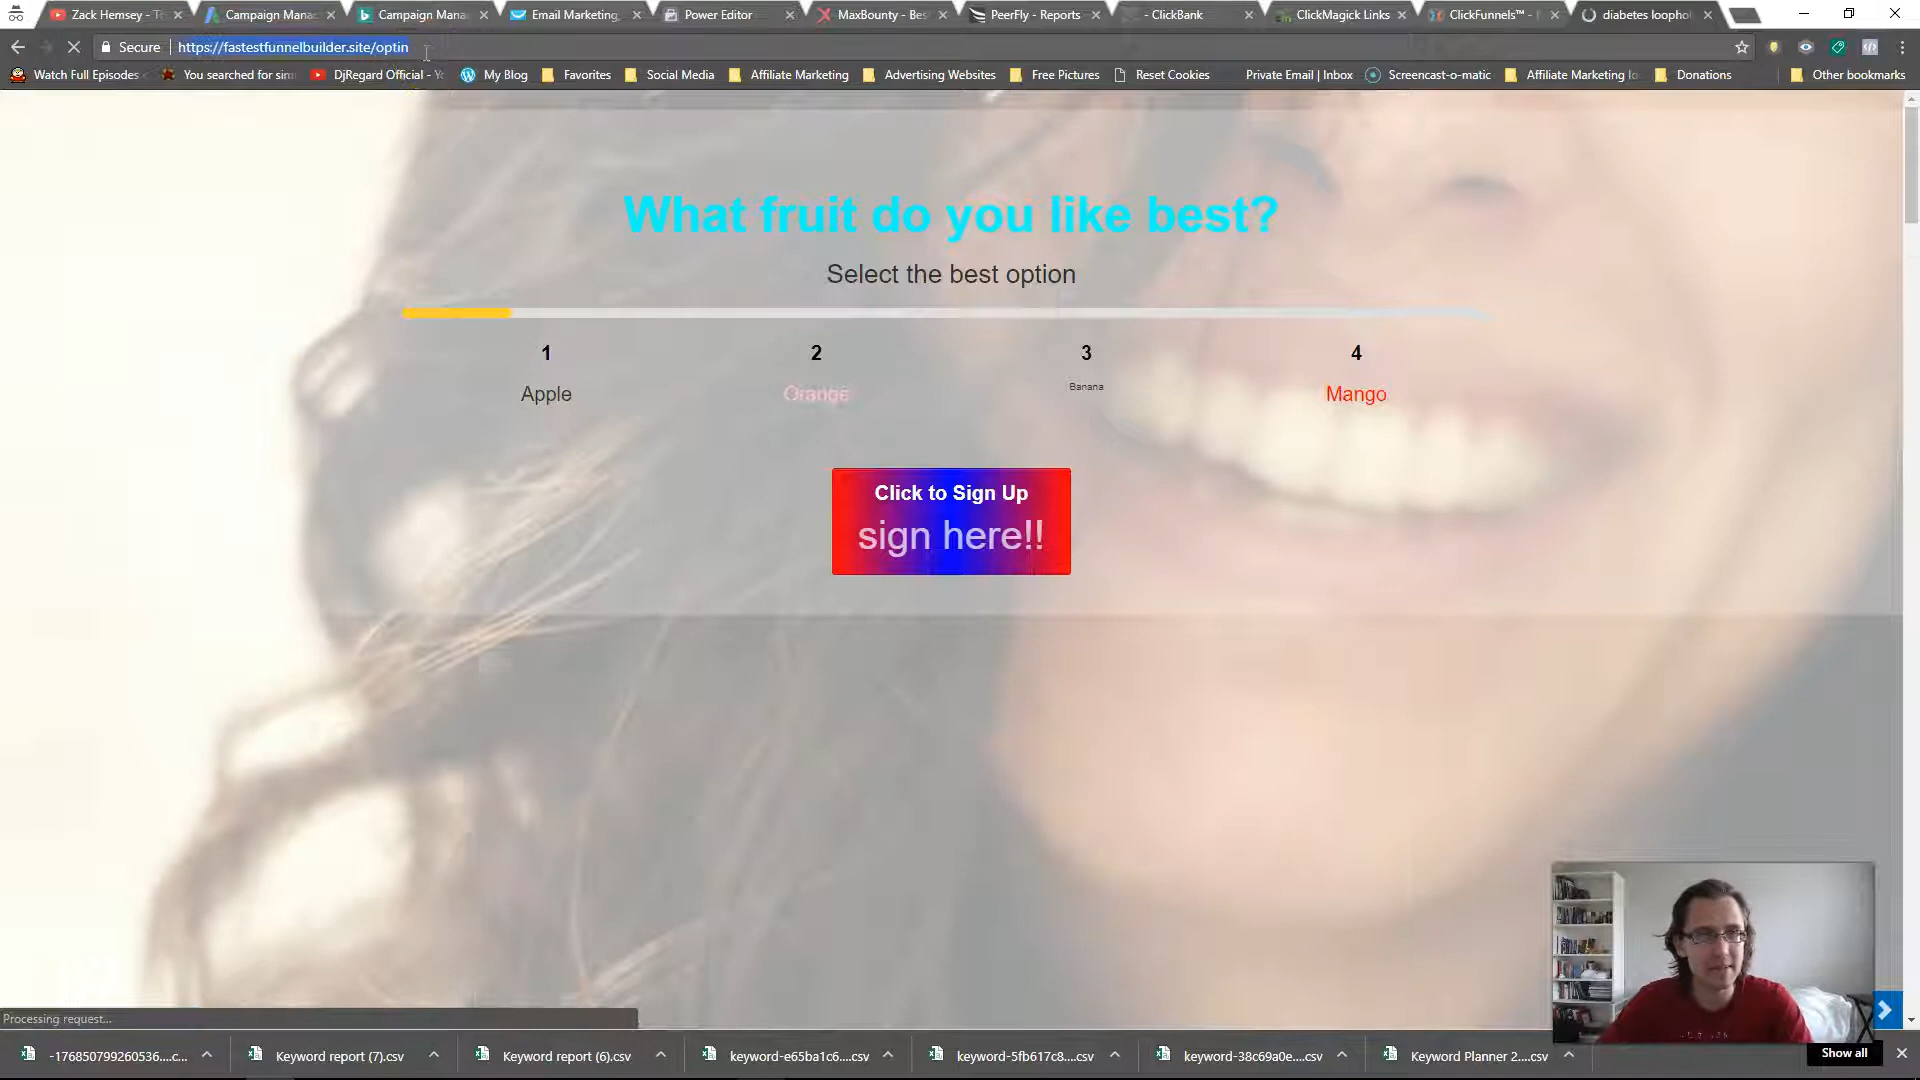 Zack Hemsey - T
Campaign Mana
Campaign Mana
Email Marketing,
Power Editor
MaxBounty - Bes
PeerFly - Reports
- ClickBank
ClickMagick Links
ClickFunnels™ -
diabetes loophol
Secure
https://fastestfunnelbuilder.site/optin
Watch Full Episodes
You searched for sim
DjRegard Official - Y
My Blog
Favorites
Social Media
Affiliate Marketing
Advertising Websites
Free Pictures
Reset Cookies
Private Email | Inbox
Screencast-o-matic
Affiliate Marketing Ic
Donations
Other bookmarks
What fruit do you like best?
Select the best option
1
2
3
4
Apple
Orange
Banana
Mango
Click to Sign Up
sign here!!
Processing request...
-176850799260536....c...
Keyword report (7).csv
Keyword report (6).csv
keyword-e65ba1c6....csv
keyword-5fb617c8....csv
keyword-38c69a0e....csv
Keyword Planner 2....csv
Show all